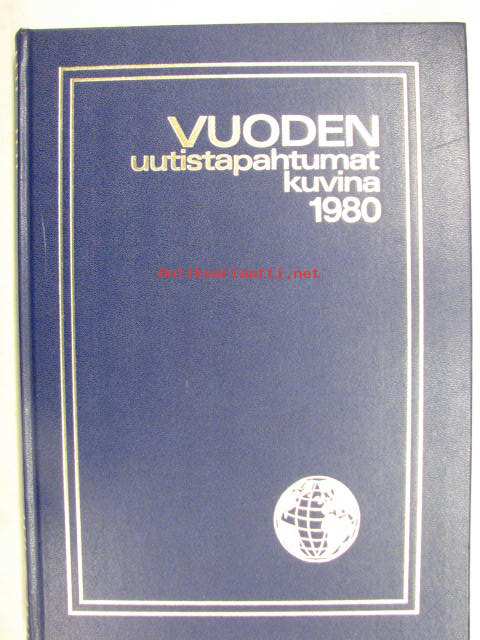 VUODEN
uutistapahtumat
kuvina
1980
Antikvariaatti.net